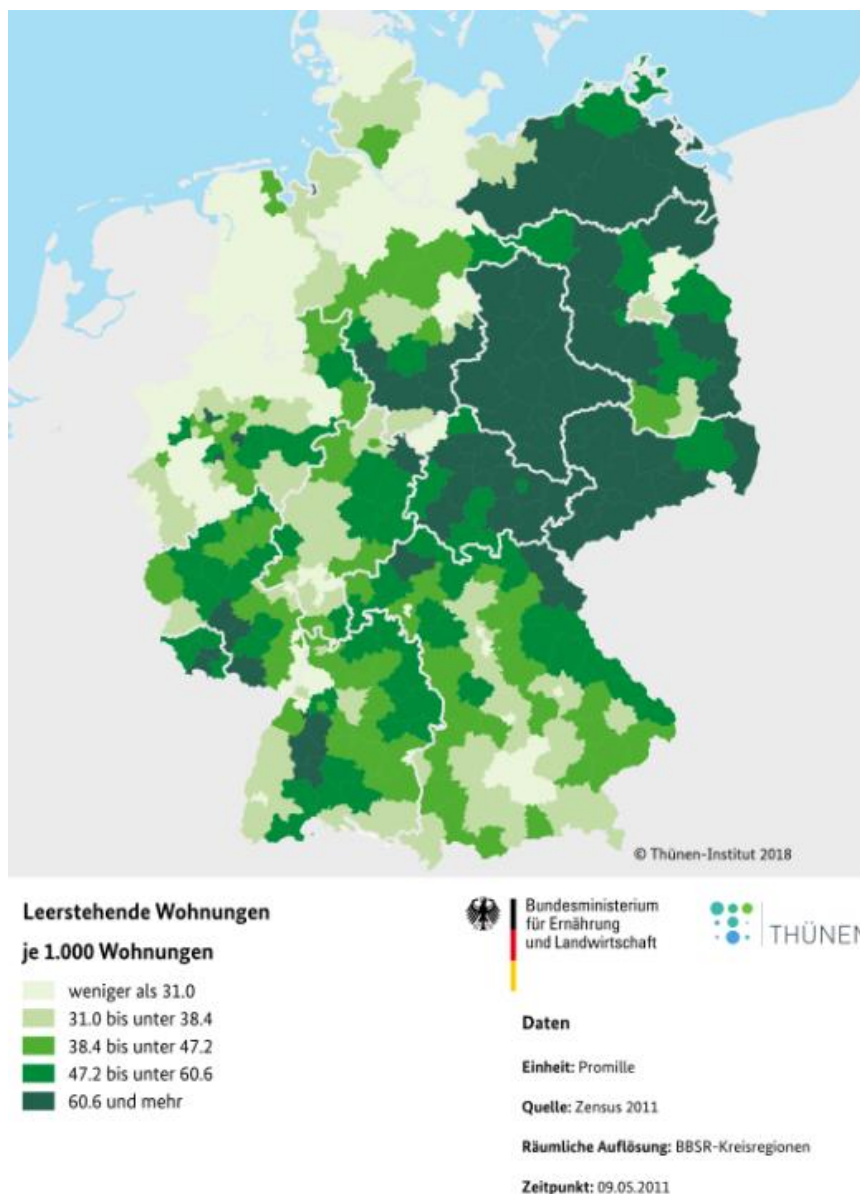 © Thünen-Institut 2018
Leerstehende Wohnungen
je 1.000 Wohnungen
weniger als 31.0
31.0 bis unter 38.4
38.4 bis unter 47.2
47.2 bis unter 60.6
60.6 und mehr
Bundesministerium
für Ernährung
und Landwirtschaft
THÜNEN
Daten
Einheit: Promille
Quelle: Zensus 2011
Räumliche Auflösung: BBSR-Kreisregionen
Zeitpunkt: 09.05.2011